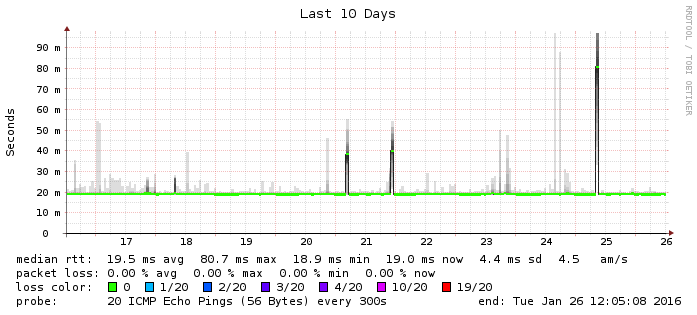 Last 10 Days
RRDTOOL / TOBI OETIKER
Seconds
90 m
80 m
70 m
60 m
50 m
40 m
30 m
20 m
10 m
0
17 18 19 20 21 22 23 24 25 26
median rtt: 19.5 ms avg 80.7 ms max 18.9 ms min 19.0 ms now 4.4 ms sd 4.5 am/s
packet loss: 0.00 % avg 0.00 % max 0.00 % min 0.00 % now
loss color: 0 1/20 2/20 3/20 4/20 10/20 19/20
probe: 20 ICMP Echo Pings (56 Bytes) every 300s end: Tue Jan 26 12:05:08 2016